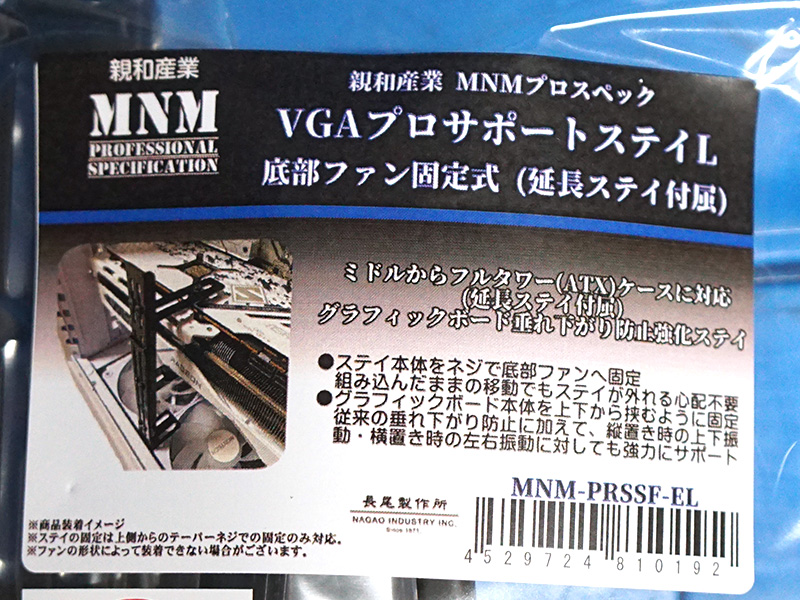 親和産業
MNM
PROFESSIONAL
SPECIFICATION
親和産業 MNMプロスペック
VGAプロサポートステイL
底部ファン固定式 (延長ステイ付属)
ミドルからフルタワー(ATX)ケースに対応
(延長ステイ付属)
グラフィックボード垂れ下がり防止強化ステイ
●ステイ本体をネジで底部ファンへ固定
組み込んだままの移動でもステイが外れる心配不要
●グラフィックボード本体を上下から挟むように固定
従来の垂れ下がり防止に加えて、縦置き時の上下振
動・横置き時の左右振動に対しても強力にサポート
MNM-PRSSF-EL
長尾製作所
NAGAO INDUSTRY INC.
Since 1971
4529724 810192
※商品装着イメージ
※ステイの固定は上側からのテーパーネジでの固定のみ対応。
※ファンの形状によって装着できない場合がございます。